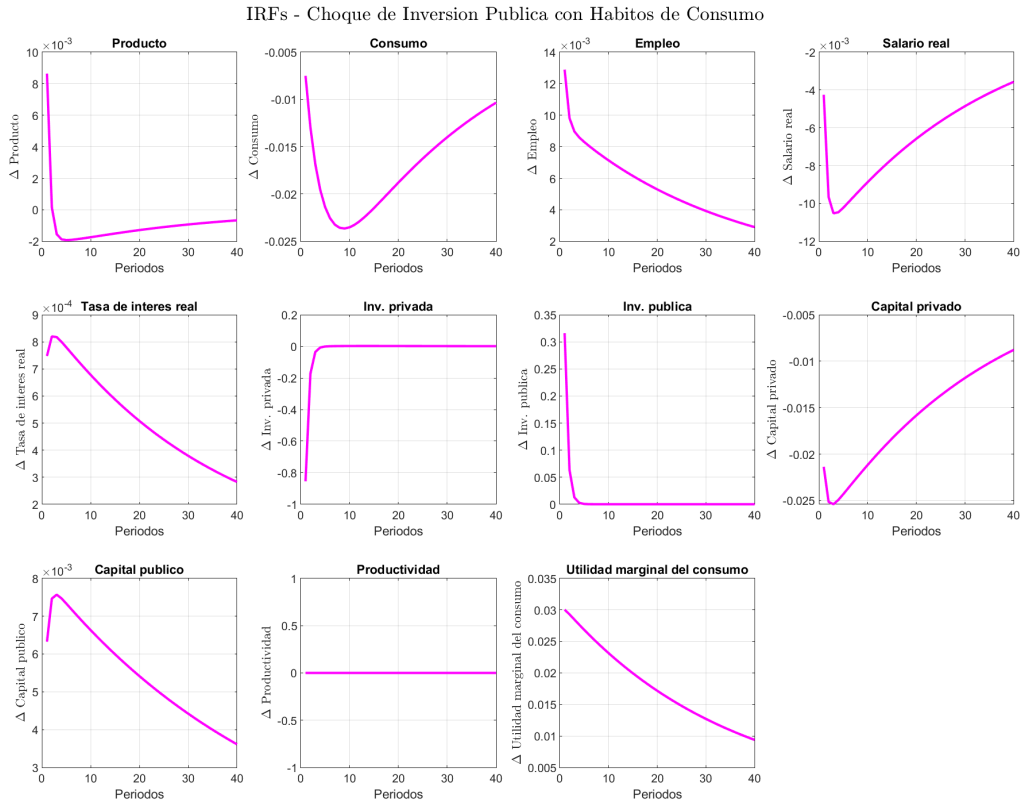 IRFs - Choque de Inversion Publica con Habitos de Consumo
×10⁻³ Producto
10
8
6
4
2
0
-2
Δ Producto
0 10 20 30 40
Periodos
Consumo
-0.005
-0.01
-0.015
-0.02
-0.025
Δ Consumo
0 10 20 30 40
Periodos
×10⁻³ Empleo
14
12
10
8
6
4
2
Δ Empleo
0 10 20 30 40
Periodos
×10⁻³ Salario real
-2
-4
-6
-8
-10
-12
Δ Salario real
0 10 20 30 40
Periodos
×10⁻⁴ Tasa de interes real
9
8
7
6
5
4
3
2
Δ Tasa de interes real
0 10 20 30 40
Periodos
Inv. privada
0.2
0
-0.2
-0.4
-0.6
-0.8
-1
Δ Inv. privada
0 10 20 30 40
Periodos
Inv. publica
0.35
0.3
0.25
0.2
0.15
0.1
0.05
0
Δ Inv. publica
0 10 20 30 40
Periodos
Capital privado
-0.005
-0.01
-0.015
-0.02
-0.025
Δ Capital privado
0 10 20 30 40
Periodos
×10⁻³ Capital publico
8
7
6
5
4
3
Δ Capital publico
0 10 20 30 40
Periodos
Productividad
1
0.5
0
-0.5
-1
Δ Productividad
0 10 20 30 40
Periodos
Utilidad marginal del consumo
0.035
0.03
0.025
0.02
0.015
0.01
0.005
Δ Utilidad marginal del consumo
0 10 20 30 40
Periodos